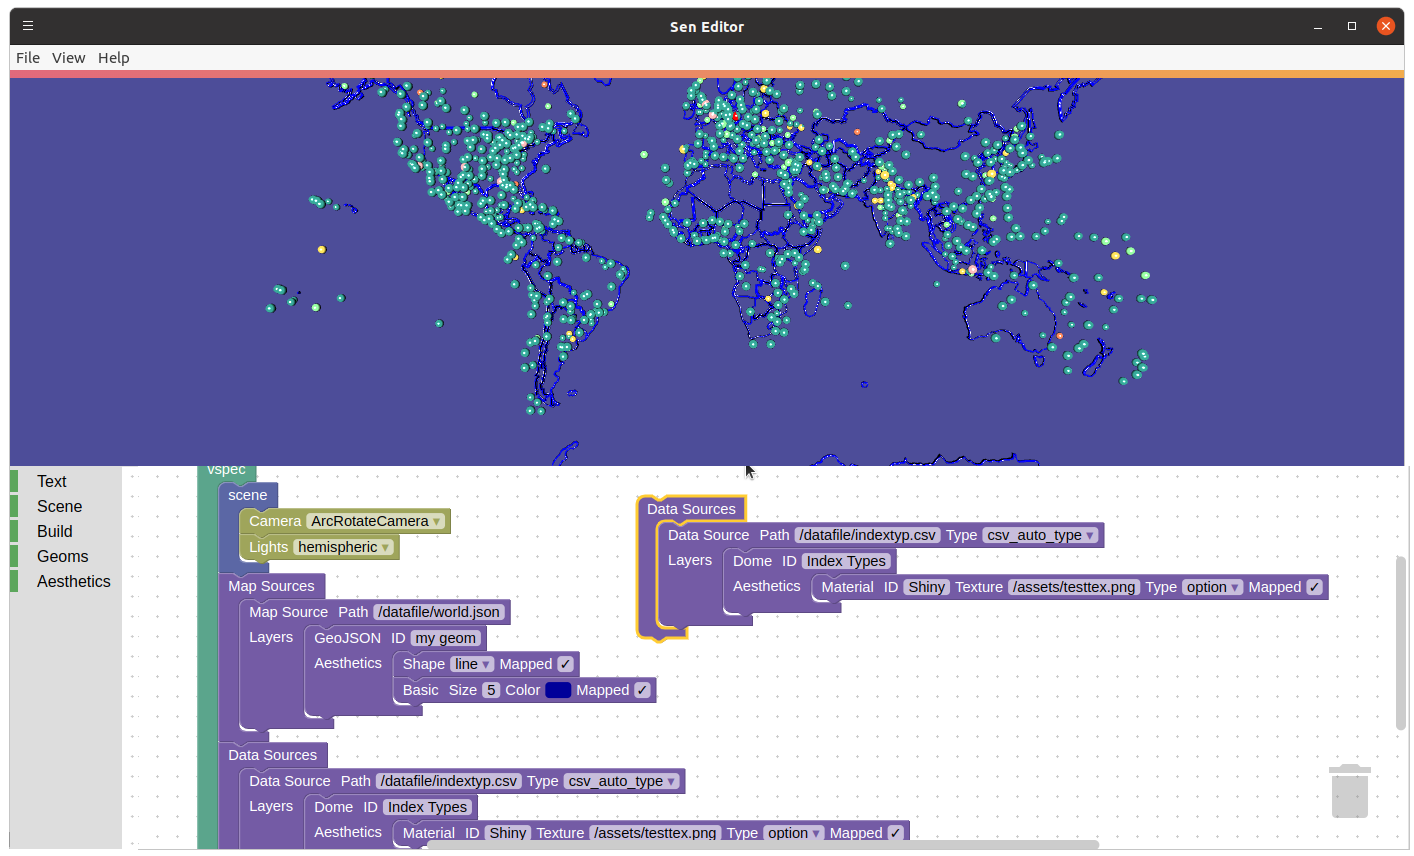 Sen Editor
File View Help
Text
Scene
Build
Geoms
Aesthetics
vspec
scene
Camera ArcRotateCamera ▾
Lights hemispheric ▾
Map Sources
Map Source Path /datafile/world.json
Layers GeoJSON ID my geom
Aesthetics Shape line ▾ Mapped ✓
Basic Size 5 Color Mapped ✓
Data Sources
Data Source Path /datafile/indextyp.csv Type csv_auto_type ▾
Layers Dome ID Index Types
Aesthetics Material ID Shiny Texture /assets/testtex.png Type option ▾ Mapped ✓
Data Sources
Data Source Path /datafile/indextyp.csv Type csv_auto_type ▾
Layers Dome ID Index Types
Aesthetics Material ID Shiny Texture /assets/testtex.png Type option ▾ Mapped ✓